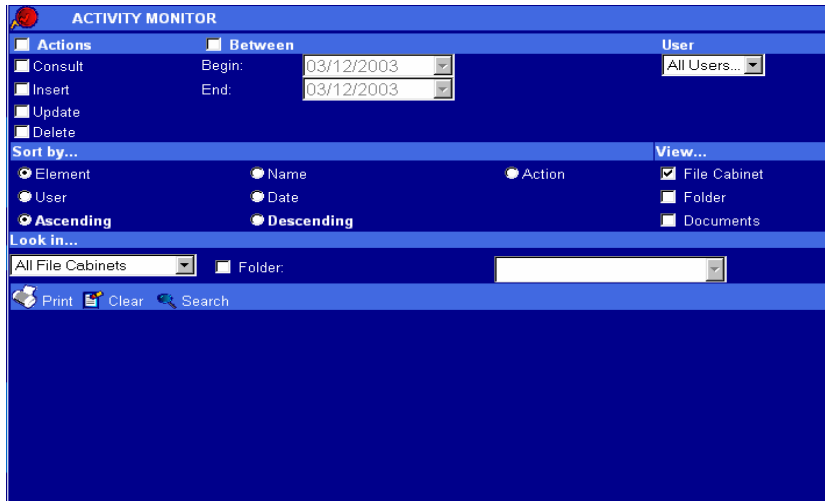 ACTIVITY MONITOR
Actions Between User
Consult Begin: 03/12/2003 All Users...
Insert End: 03/12/2003
Update
Delete
Sort by... View...
Element Name Action File Cabinet
User Date Folder
Ascending Descending Documents
Look in...
All File Cabinets Folder:
Print Clear Search